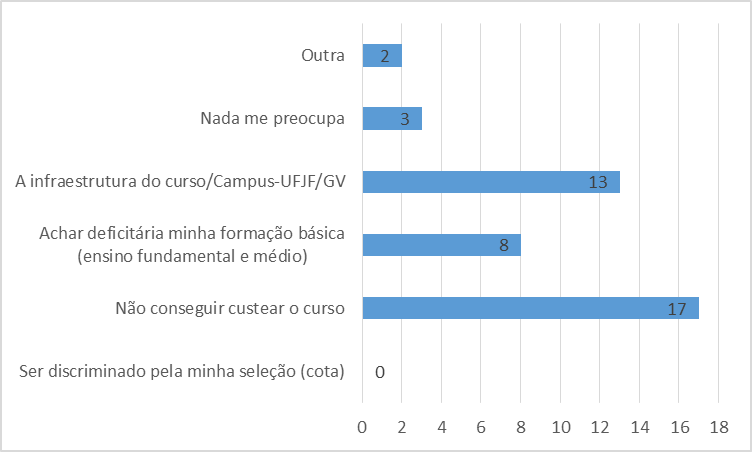 Outra
2
Nada me preocupa
3
A infraestrutura do curso/Campus-UFJF/GV
13
Achar deficitária minha formação básica
(ensino fundamental e médio)
8
Não conseguir custear o curso
17
Ser discriminado pela minha seleção (cota)
0
0 2 4 6 8 10 12 14 16 18